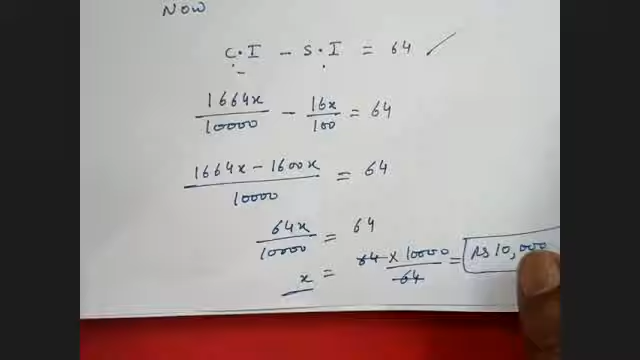 Now
C.I - S.I = 64 ✓
1664x/10000 - 16x/100 = 64
1664x - 1600x/10000 = 64
64x/10000 = 64
x = 64 × 10000/64 = Rs 10,000